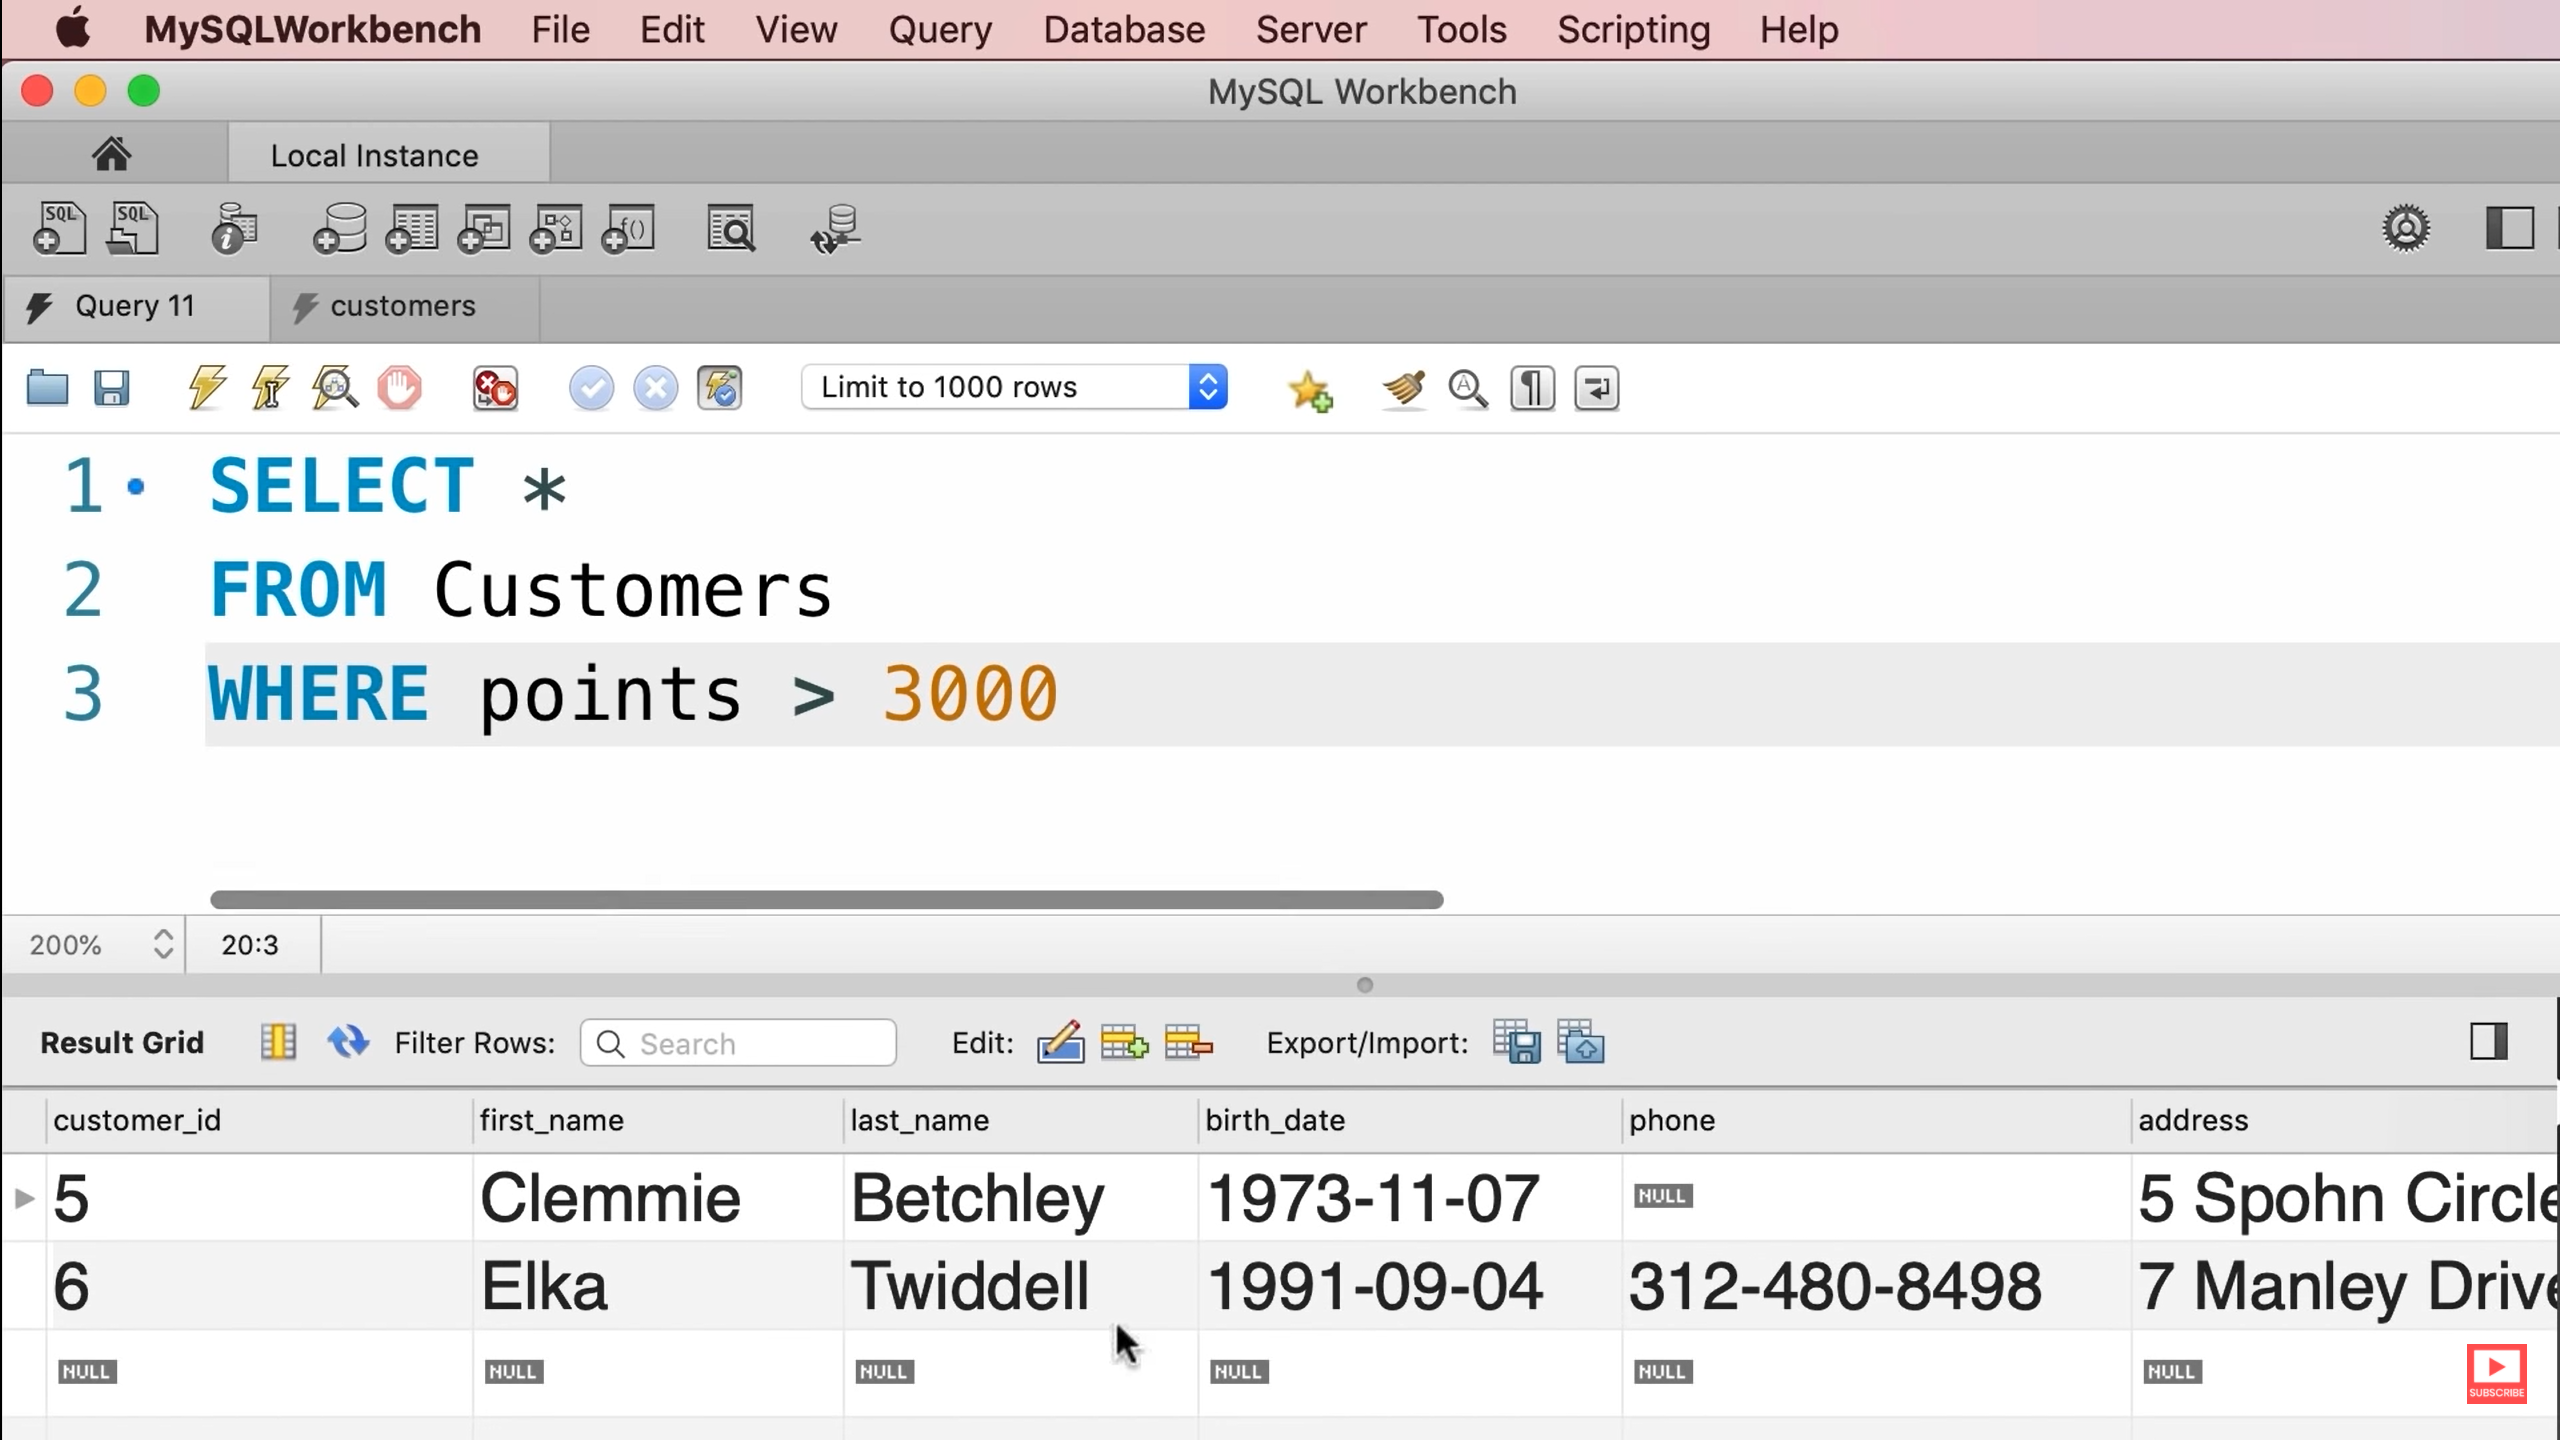 MySQLWorkbench File Edit View Query Database Server Tools Scripting Help
MySQL Workbench
Local Instance
SQL SQL
Query 11 customers
Limit to 1000 rows
1 SELECT *
2 FROM Customers
3 WHERE points > 3000
200% 20:3
Result Grid Filter Rows: Search Edit: Export/Import:
customer_id first_name last_name birth_date phone address
5 Clemmie Betchley 1973-11-07 NULL 5 Spohn Circle
6 Elka Twiddell 1991-09-04 312-480-8498 7 Manley Drive
NULL NULL NULL NULL NULL NULL
SUBSCRIBE